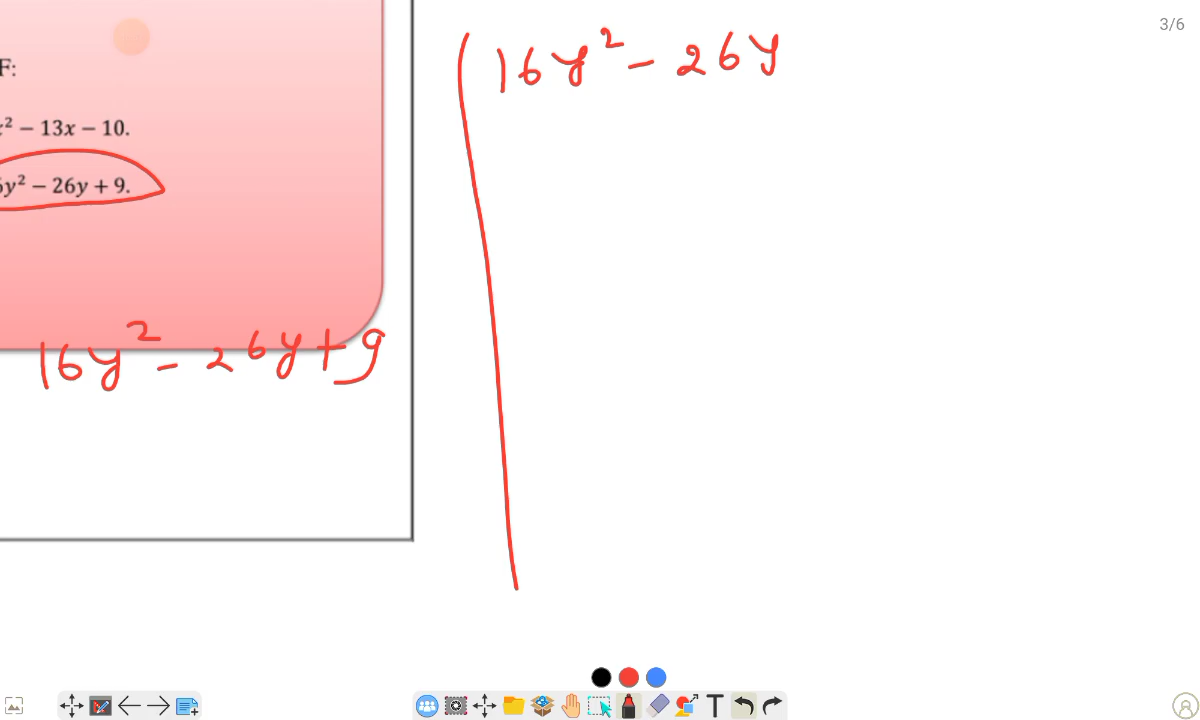 3/6
F:
² − 13x − 10.
y² − 26y + 9.
16y² - 26y + 9
16y² - 26y
T